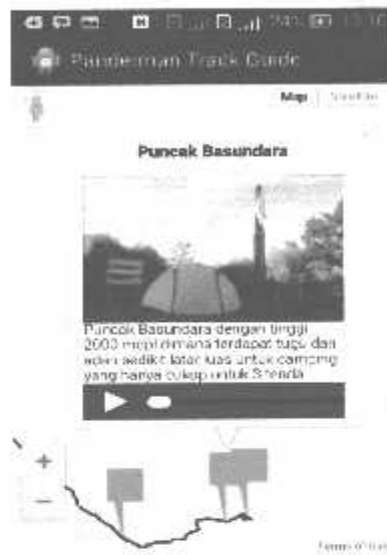 24%
Panderman Track Guide
Map
Puncak Basundara
Puncak Basundara dengan tinggi
2000 mdpl dimana terdapat tugu dan
sedikit latar luas untuk camping
yang hanya cukup untuk 3 tenda
+
−